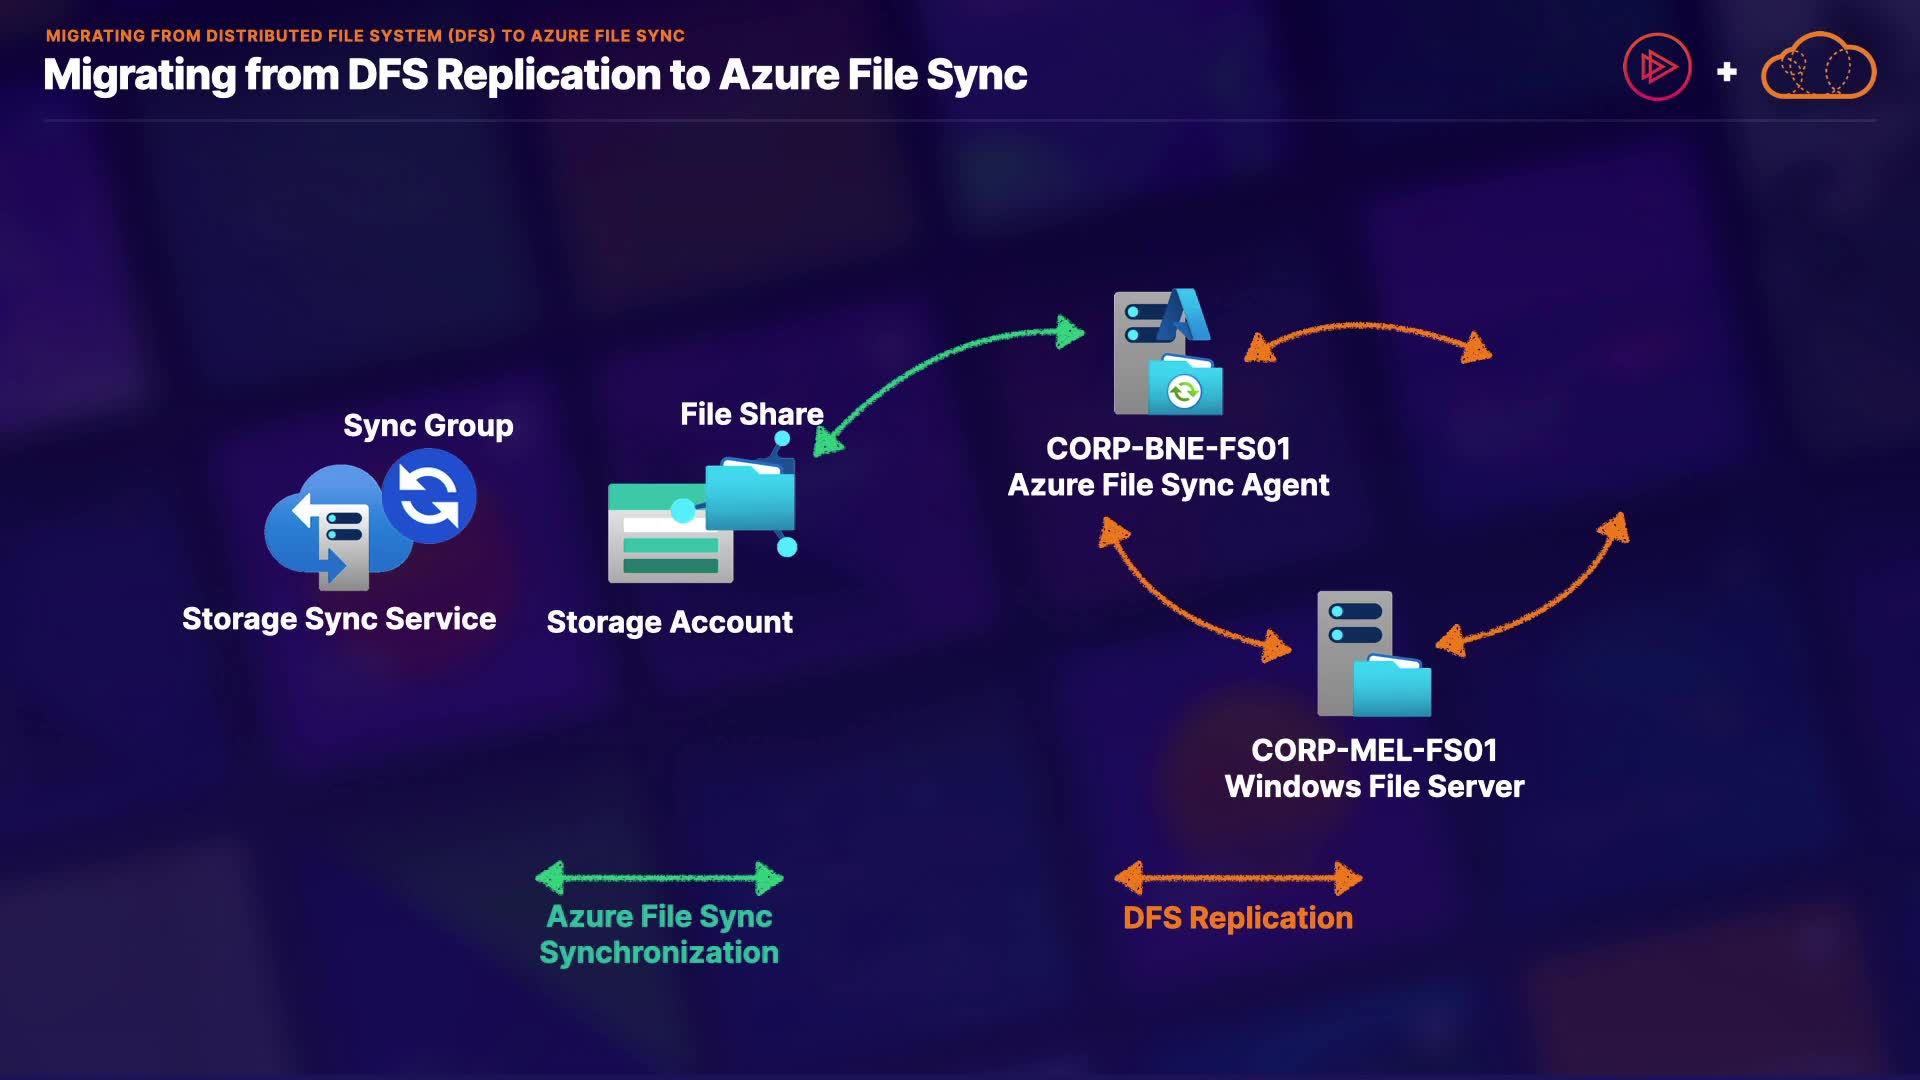 MIGRATING FROM DISTRIBUTED FILE SYSTEM (DFS) TO AZURE FILE SYNC
Migrating from DFS Replication to Azure File Sync
+
Sync Group
Storage Sync Service
File Share
Storage Account
CORP-BNE-FS01
Azure File Sync Agent
CORP-MEL-FS01
Windows File Server
Azure File Sync
Synchronization
DFS Replication